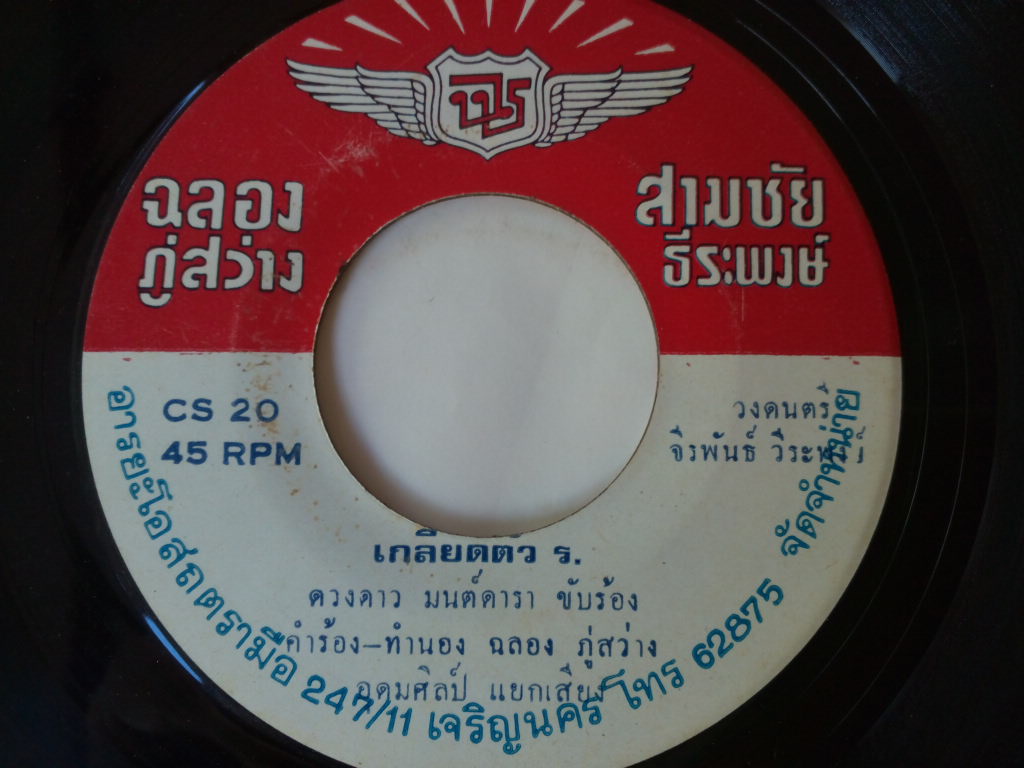 ฉลอง
ภู่สว่าง
สามชัย
ธีระพงษ์
CS 20
45 RPM
วงดนตรี
จิรพันธ์
เกลียดตัว ร.
ดวงดาว มนต์ดารา ขับร้อง
คำร้อง-ทำนอง ฉลอง ภู่สว่าง
อุดมศิลป์ แยกเสียง
อารยะโอสถตรามือ 247/11 เจริญนคร โทร 62875 จัดจำหน่าย